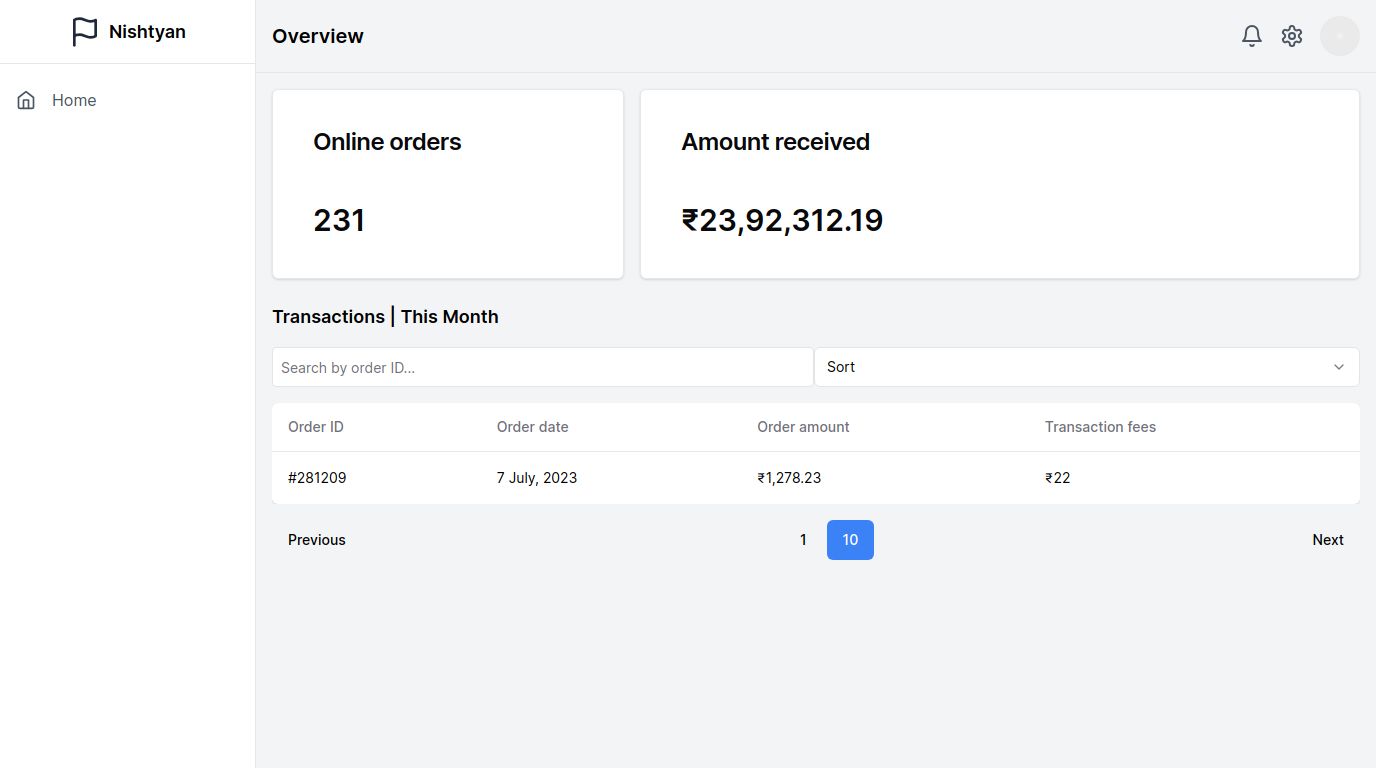 Nishtyan
Overview
Home
Online orders
Amount received
231
₹23,92,312.19
Transactions | This Month
Search by order ID...
Sort
Order ID Order date Order amount Transaction fees
#281209 7 July, 2023 ₹1,278.23 ₹22
Previous 1 10 Next